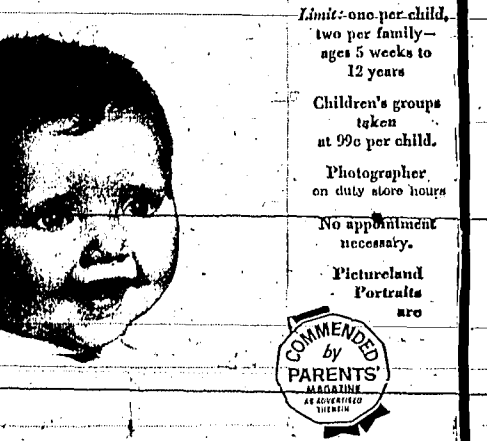 Limit: one per child,
two per family—
ages 5 weeks to
12 years
Children's groups
taken
at 99c per child.
Photographer
on duty store hours
No appointment
necessary.
Pictureland
Portraits
are
COMMENDED
by
PARENTS'
MAGAZINE
AS ADVERTISED
THEREIN